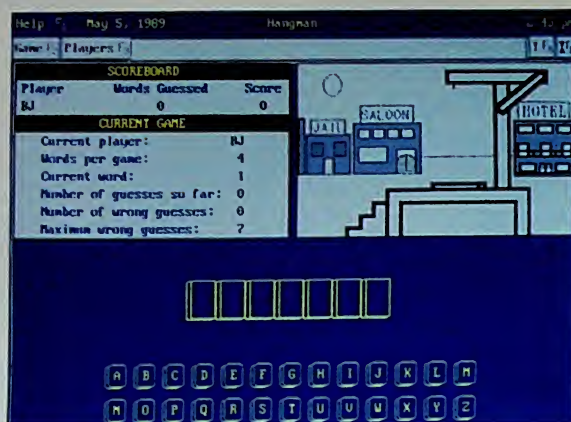 Help May 5, 1989 Hangman
Game Players
SCOREBOARD
Player Words Guessed Score
BJ 0 0
CURRENT GAME
Current player: BJ
Words per game: 4
Current word: 1
Number of guesses so far: 0
Number of wrong guesses: 0
Maximum wrong guesses: 7
JAIL
SALOON
HOTEL
A B C D E F G H I J K L M
N O P Q R S T U V W X Y Z